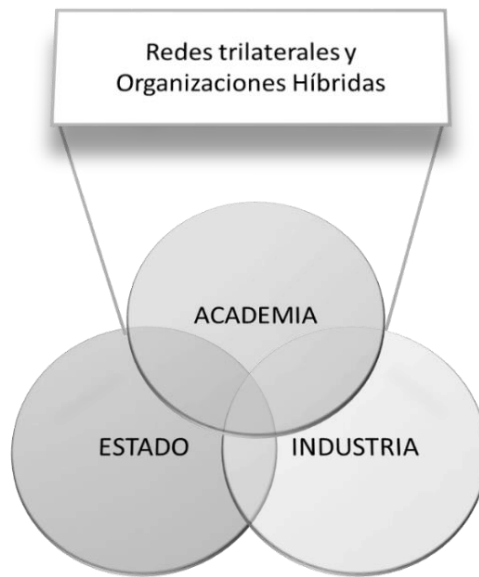 Redes trilaterales y
Organizaciones Híbridas
ACADEMIA
ESTADO
INDUSTRIA